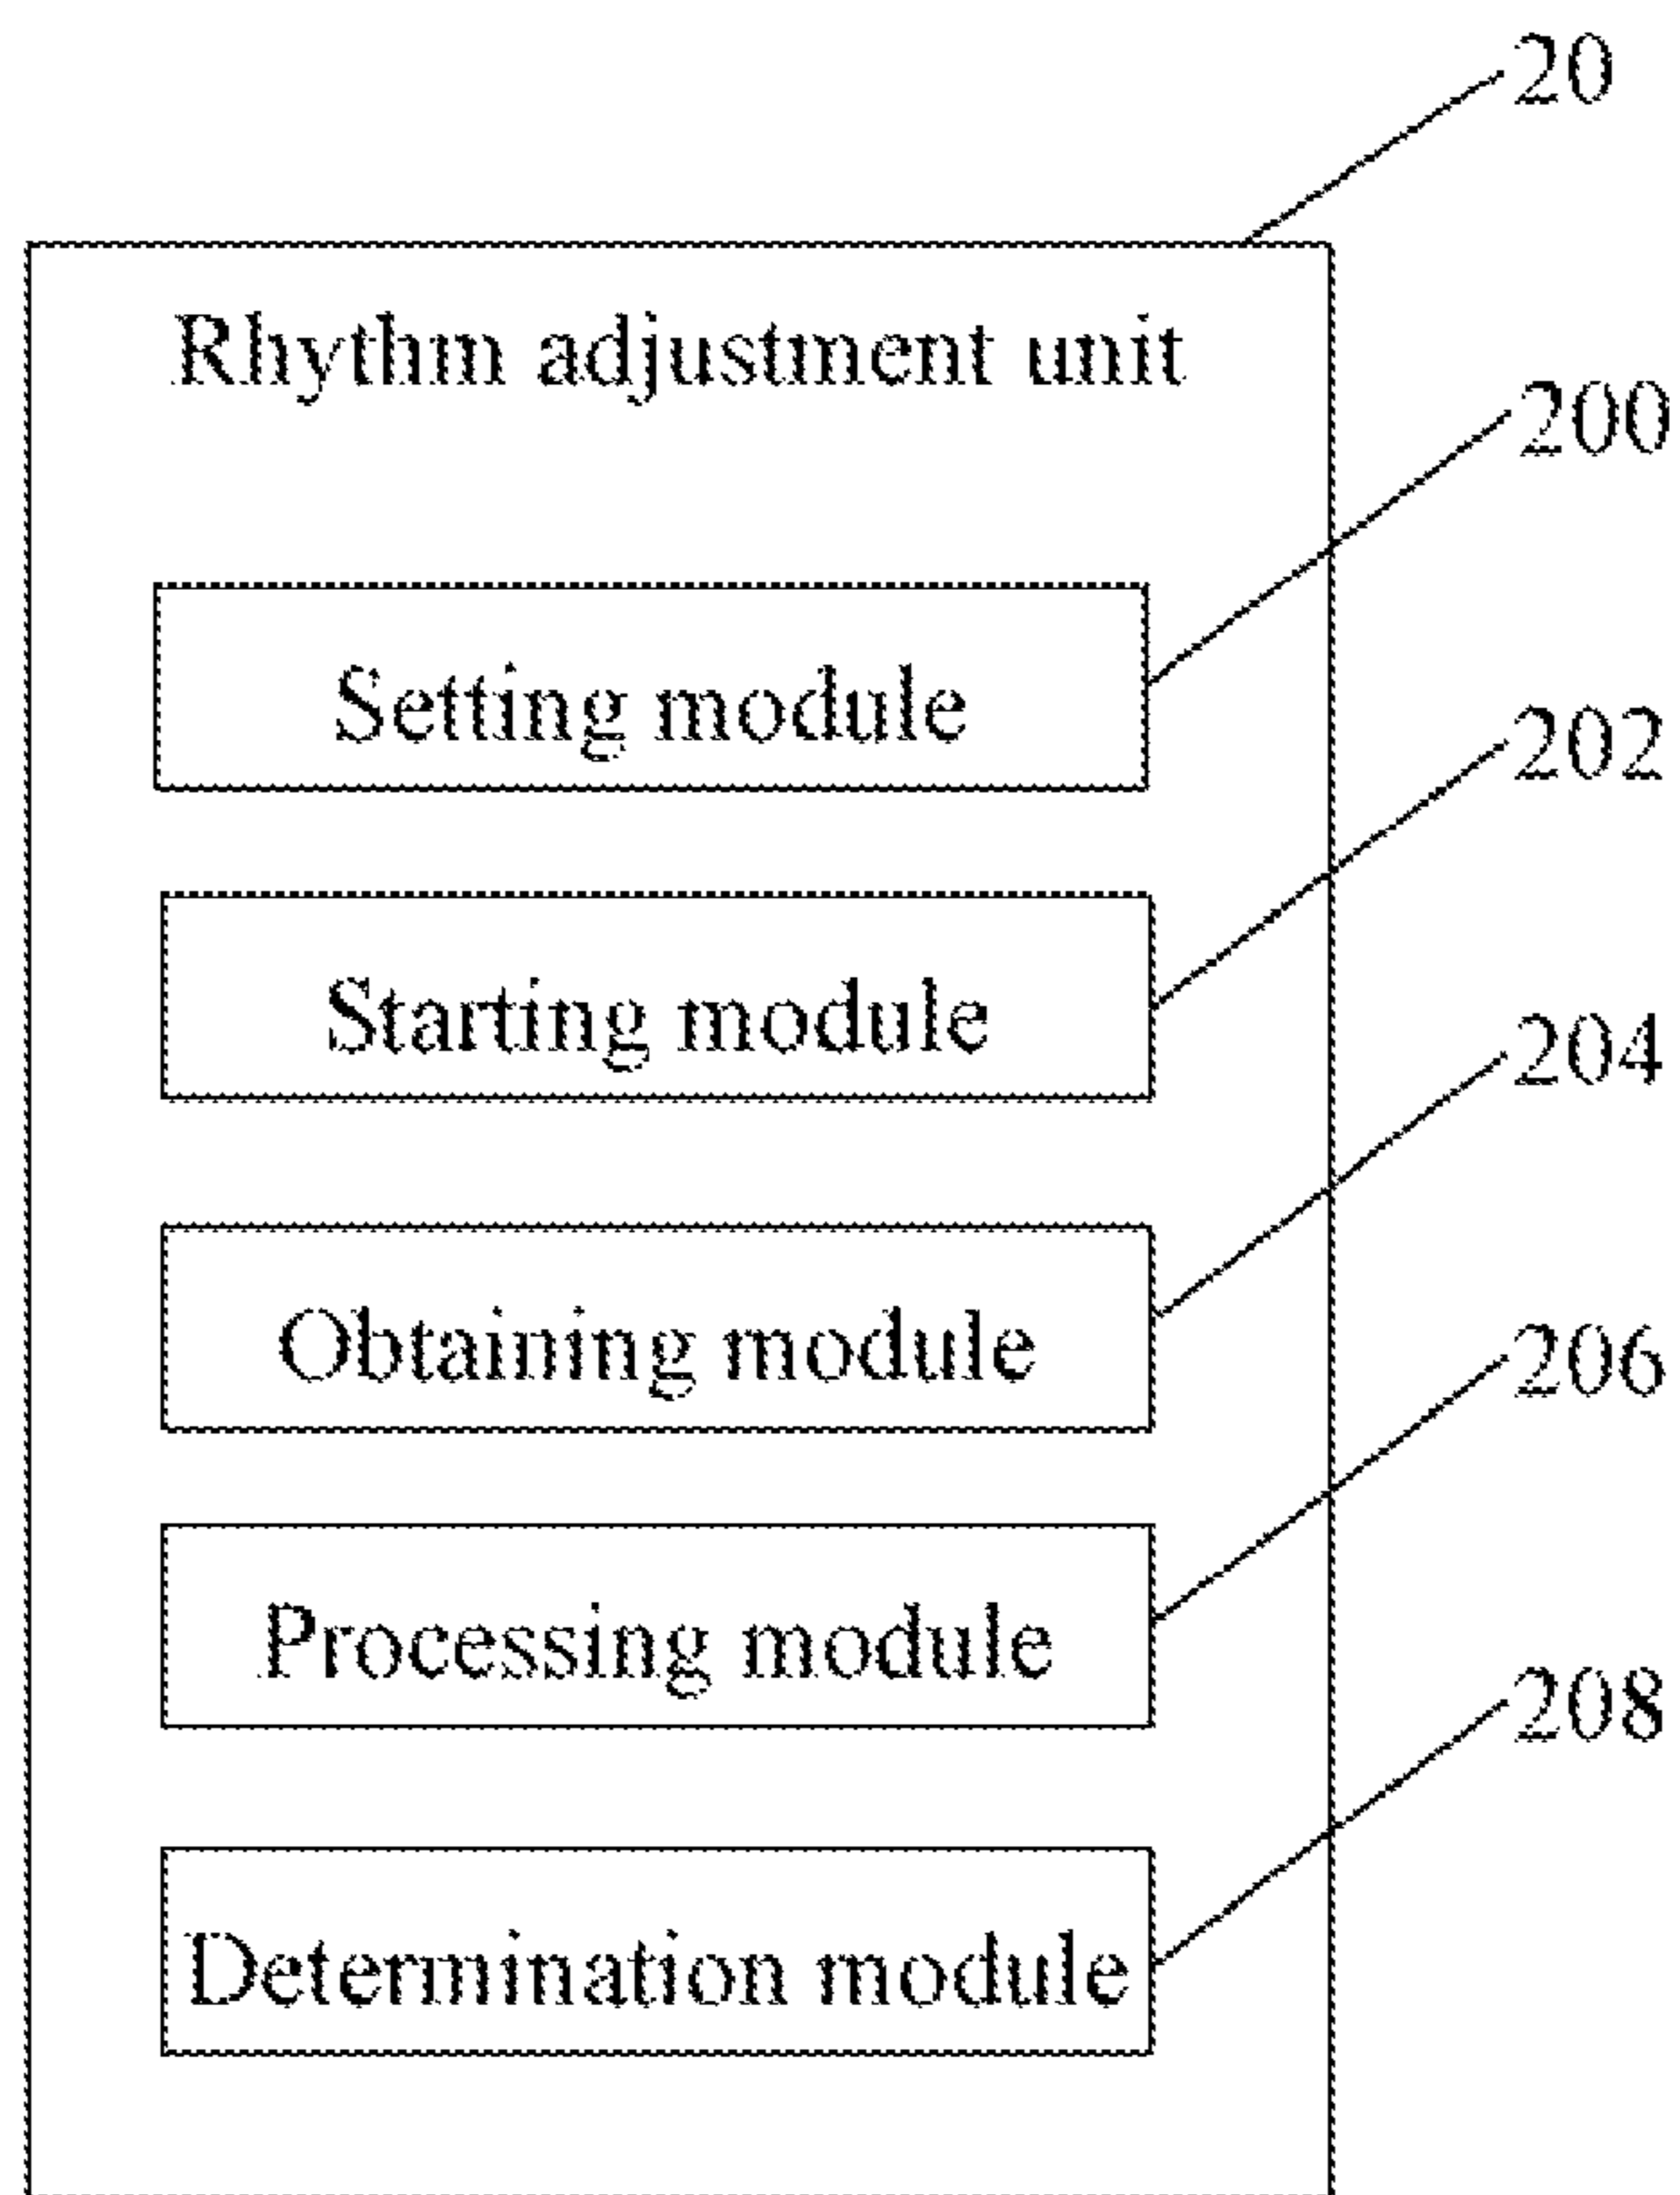 20
Rhythm adjustment unit
200
Setting module
202
Starting module
204
Obtaining module
206
Processing module
208
Determination module